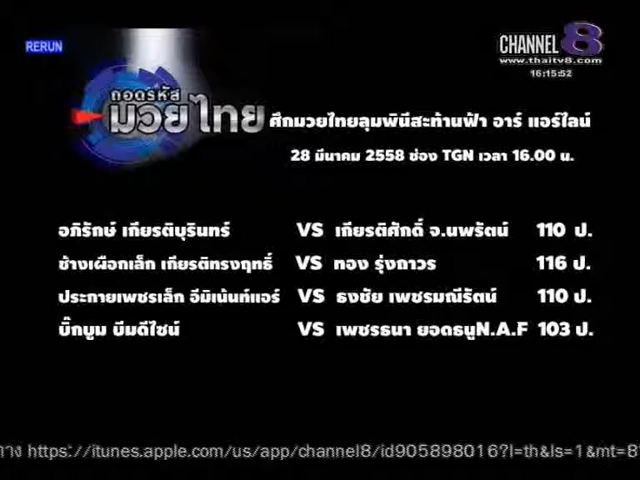 RERUN
CHANNEL 8
www.thaitv8.com
16:15:52
ถอดรหัส
มวยไทย
ศึกมวยไทยลุมพินีสะท้านฟ้า อาร์ แอร์ไลน์
28 มีนาคม 2558 ช่อง TGN เวลา 16.00 น.
อภิรักษ์ เกียรติบุรินทร์ VS เกียรติศักดิ์ จ.นพรัตน์ 110 ป.
ช้างเผือกเล็ก เกียรติทรงฤทธิ์ VS ทอง รุ่งถาวร 116 ป.
ประกายเพชรเล็ก อีมิเน้นท์แอร์ VS ธงชัย เพชรมณีรัตน์ 110 ป.
บิ๊กบูม บีมดีไซน์ VS เพชรธนา ยอดธนูN.A.F 103 ป.
ทาง https://itunes.apple.com/us/app/channel8/id905898016?l=th&ls=1&mt=8